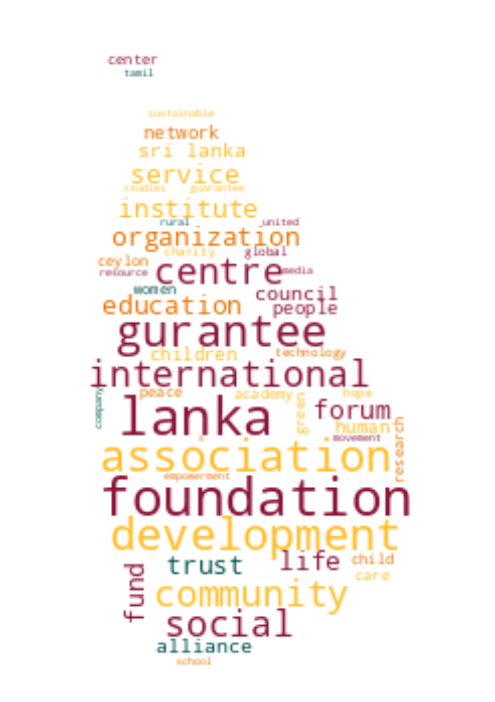 center
tamil
sustainable
network
sri lanka
service
studies guarantee
institute
rural united
organization
charity global
ceylon centre media
resource
women council
education people
gurantee
children technology
international
company peace academy green hope
lanka forum
human
movement
association research
empowerment
foundation
development
trust life child
care
fund community
social
alliance
school